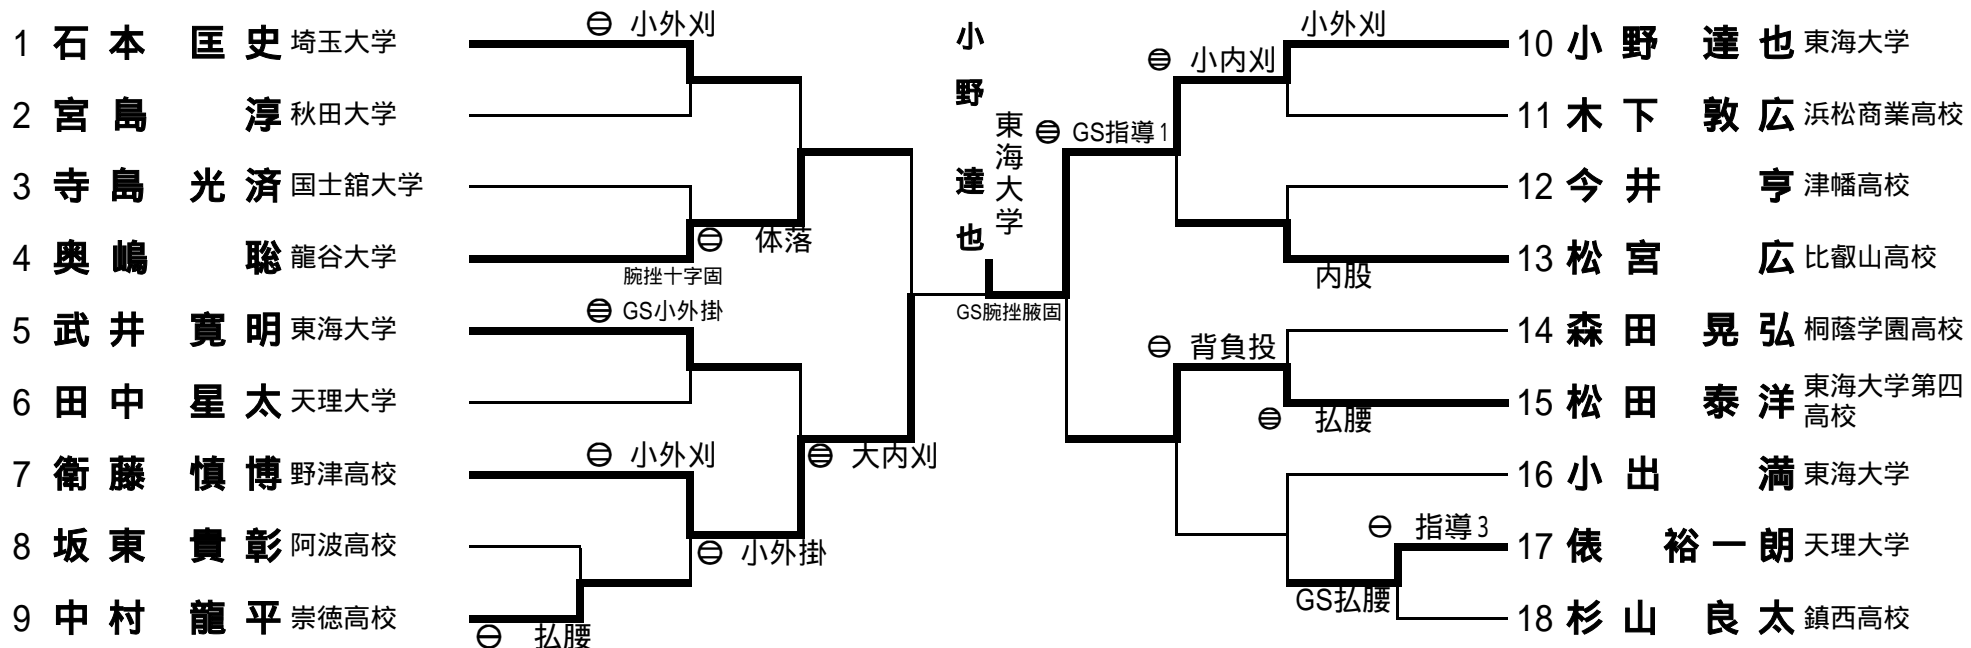 1 石本 匡史 埼玉大学
2 宮島 淳 秋田大学
3 寺島 光済 国士舘大学
4 奥嶋 聡 龍谷大学
5 武井 寛明 東海大学
6 田中 星太 天理大学
7 衛藤 慎博 野津高校
8 坂東 貴彰 阿波高校
9 中村 龍平 崇徳高校
小外刈
体落
腕挫十字固
GS小外掛
小外刈
大内刈
小外掛
払腰
小野 達也
東海大学
GS腕挫腋固
小外刈
小内刈
GS指導1
内股
背負投
払腰
指導3
GS払腰
10 小野 達也 東海大学
11 木下 敦広 浜松商業高校
12 今井 亨 津幡高校
13 松宮 広 比叡山高校
14 森田 晃弘 桐蔭学園高校
15 松田 泰洋 東海大学第四
高校
16 小出 満 東海大学
17 俵 裕一朗 天理大学
18 杉山 良太 鎮西高校